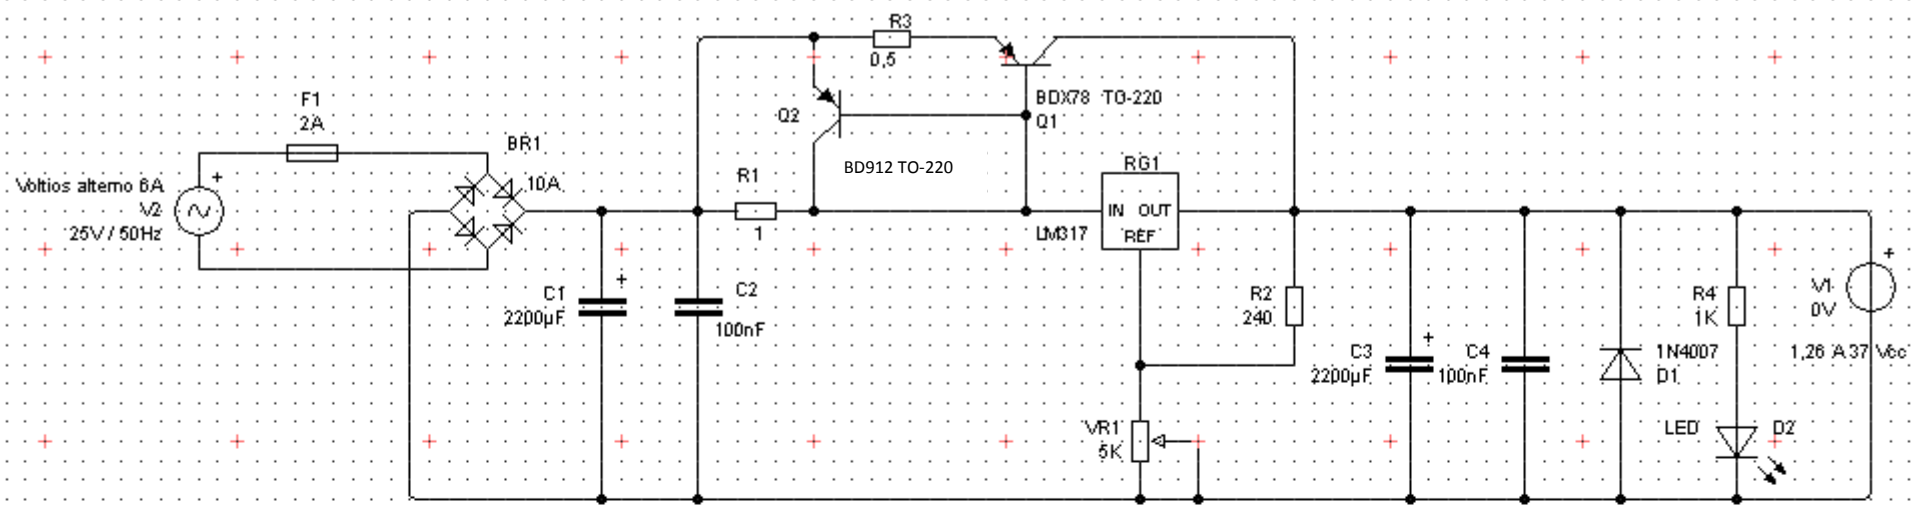 R3
0,5
BDX78 TO-220
Q1
Q2
BD912 TO-220
F1
2A
BR1
10A
Voltios alterno 6A
V2
25V / 50Hz
+
R1
1
RG1
IN OUT
REF
LM317
+
C1
2200µF
C2
100nF
R2
240
VR1
5K
+
C3
2200µF
C4
100nF
1N4007
D1
R4
1K
LED
D2
+
V1
0V
1,26 A 37 Vcc